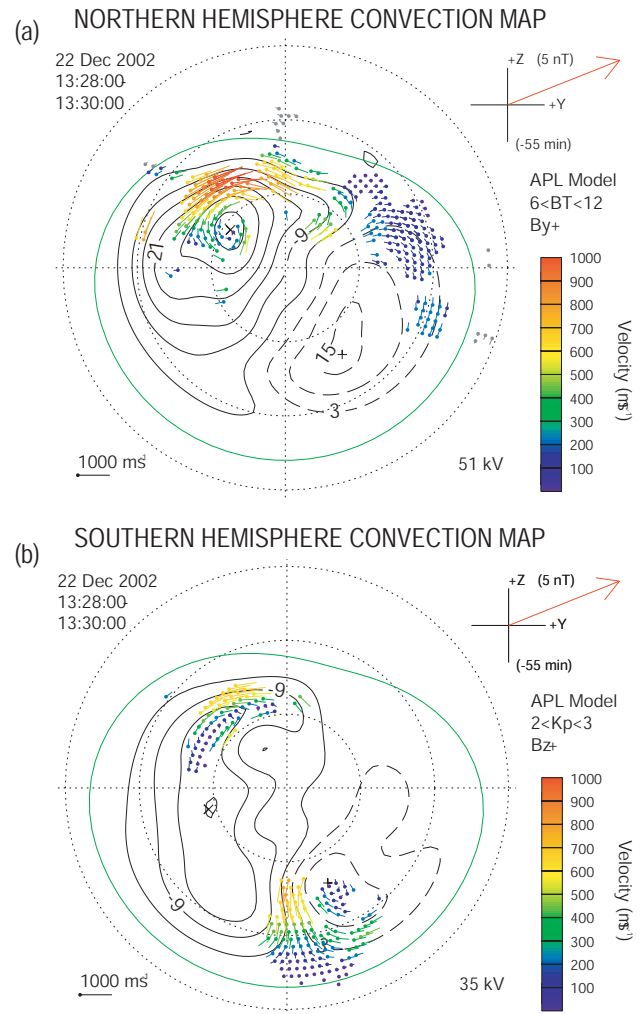 (a)
NORTHERN HEMISPHERE CONVECTION MAP
22 Dec 2002
13:28:00-
13:30:00
+Z (5 nT)
+Y
(-55 min)
APL Model
6<BT<12
By+
21
-9
15
3
1000
900
800
700
600
500
400
300
200
100
Velocity (ms⁻¹)
1000 ms⁻¹
51 kV
(b)
SOUTHERN HEMISPHERE CONVECTION MAP
22 Dec 2002
13:28:00-
13:30:00
+Z (5 nT)
+Y
(-55 min)
APL Model
2<Kp<3
Bz+
-9
9
3
1000
900
800
700
600
500
400
300
200
100
Velocity (ms⁻¹)
1000 ms⁻¹
35 kV